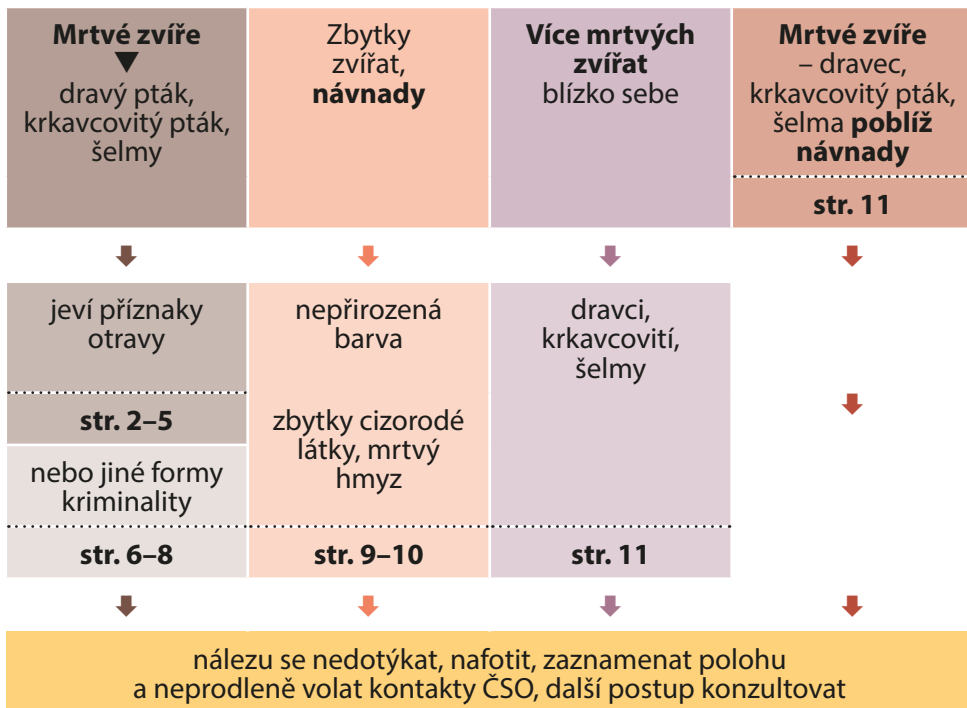 Mrtvé zvíře
dravý pták,
krkavcovitý pták,
šelmy
Zbytky
zvířat,
návnady
Více mrtvých
zvířat
blízko sebe
Mrtvé zvíře
– dravec,
krkavcovitý pták,
šelma poblíž
návnady
str. 11
jeví příznaky
otravy
str. 2–5
nebo jiné formy
kriminality
str. 6–8
nepřirozená
barva
zbytky cizorodé
látky, mrtvý
hmyz
str. 9–10
dravci,
krkavcovití,
šelmy
str. 11
nálezu se nedotýkat, nafotit, zaznamenat polohu
a neprodleně volat kontakty ČSO, další postup konzultovat